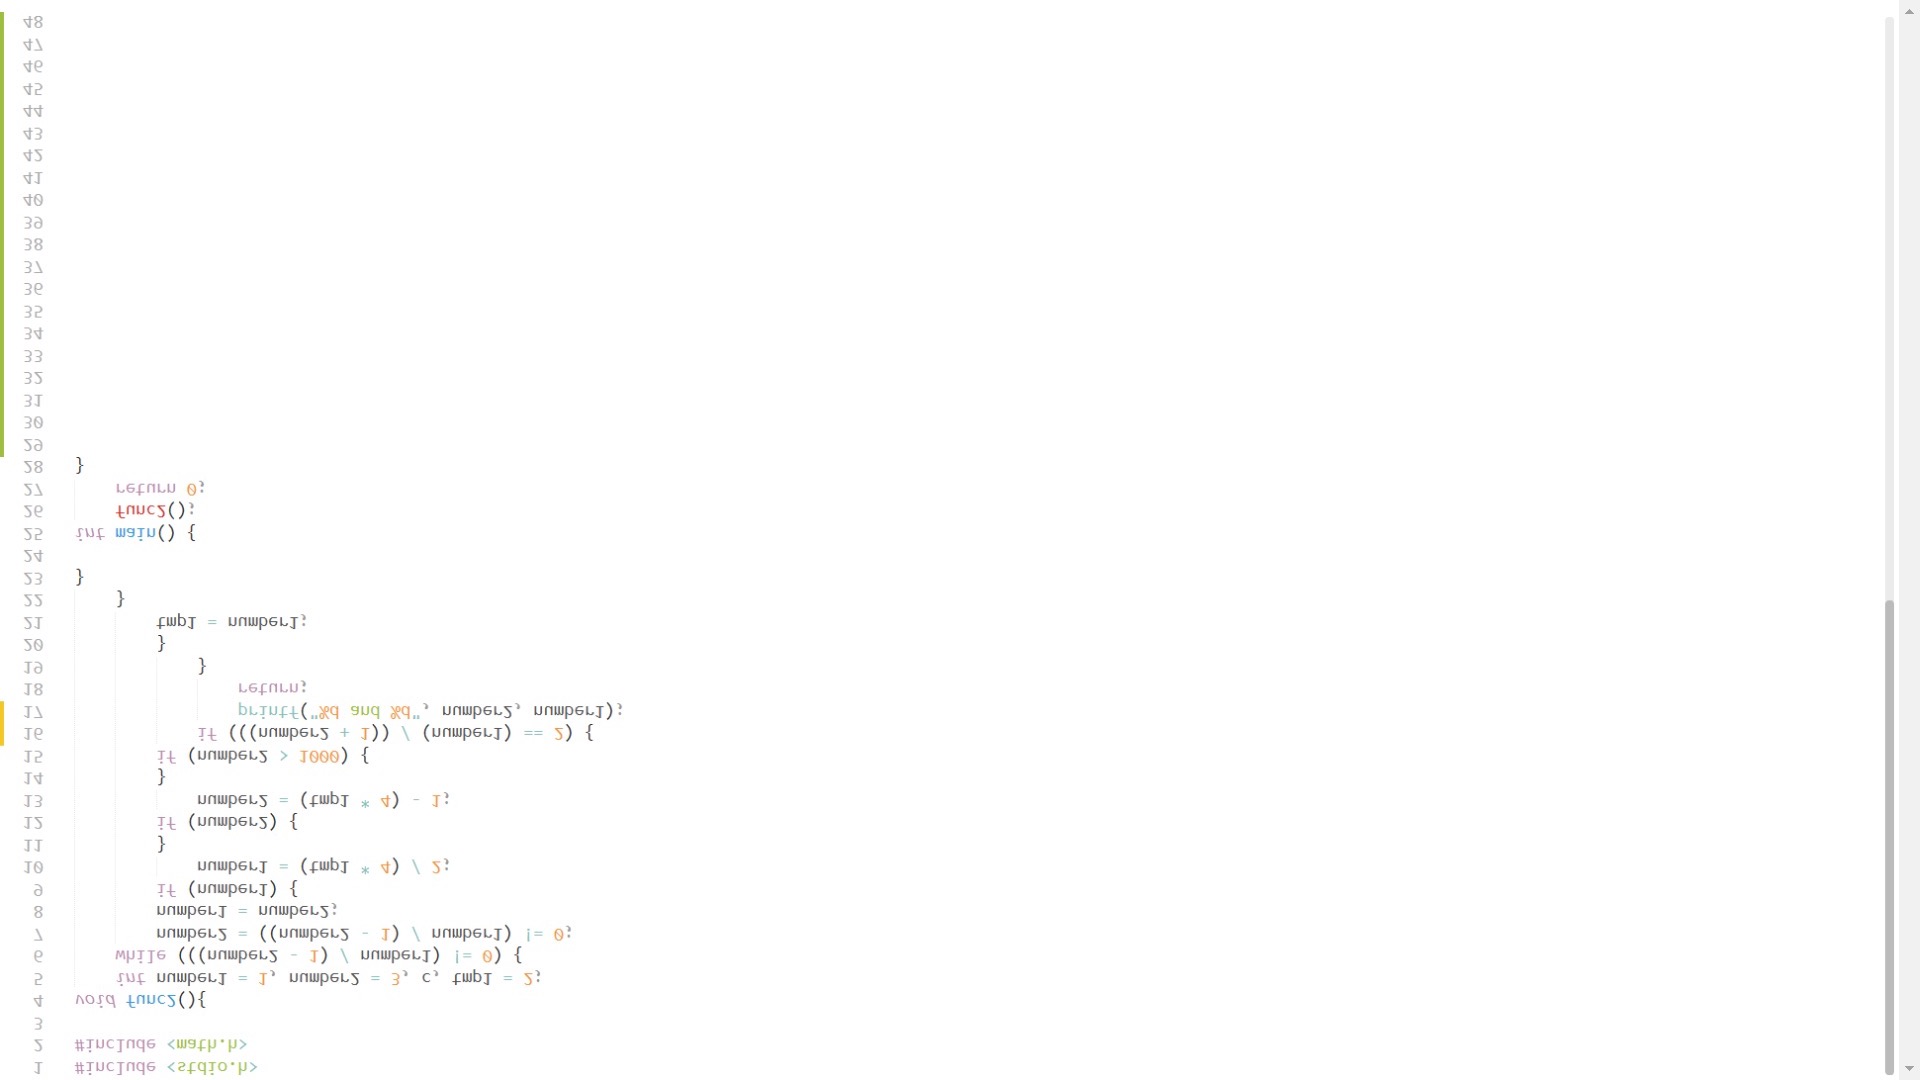 1 #include <stdio.h>
2 #include <math.h>
3
4 void func2(){
5     int number1 = 1, number2 = 3, c, tmp1 = 2;
6     while (((number2 - 1) / number1) != 0) {
7         number2 = ((number2 - 1) / number1) != 0;
8         number1 = number2;
9         if (number1) {
10             number1 = (tmp1 * 4) / 2;
11         }
12         if (number2) {
13             number2 = (tmp1 * 4) - 1;
14         }
15         if (number2 > 1000) {
16             if (((number2 + 1)) / (number1) == 2) {
17                 printf("%d and %d", number2, number1);
18                 return;
19             }
20         }
21         tmp1 = number1;
22     }
23 }
24
25 int main() {
26     func2();
27     return 0;
28 }
29
30
31
32
33
34
35
36
37
38
39
40
41
42
43
44
45
46
47
48